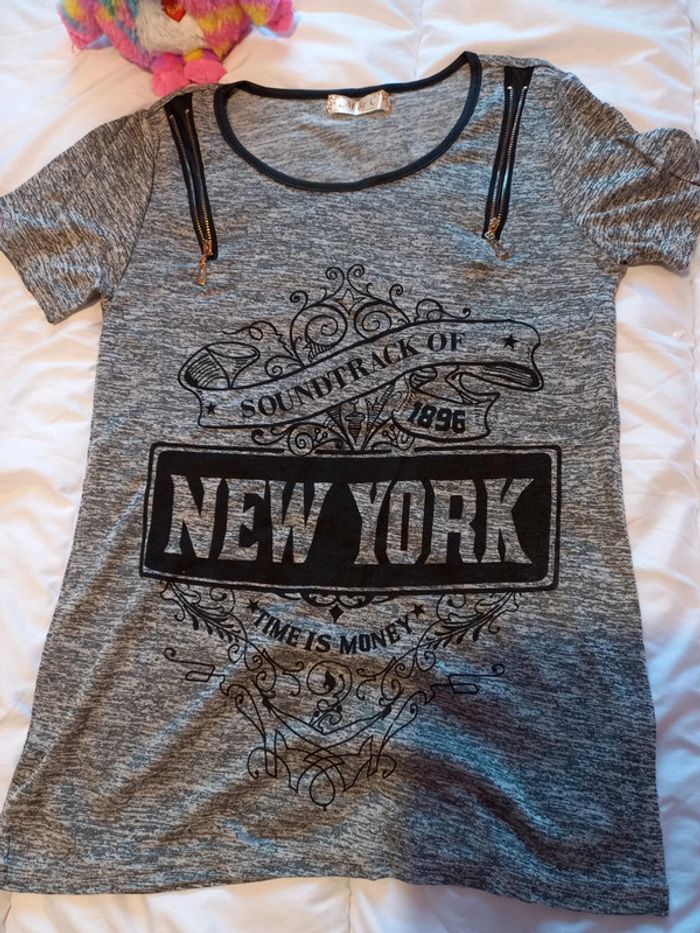 SOUNDTRACK OF
1896
NEW YORK
TIME IS MONEY